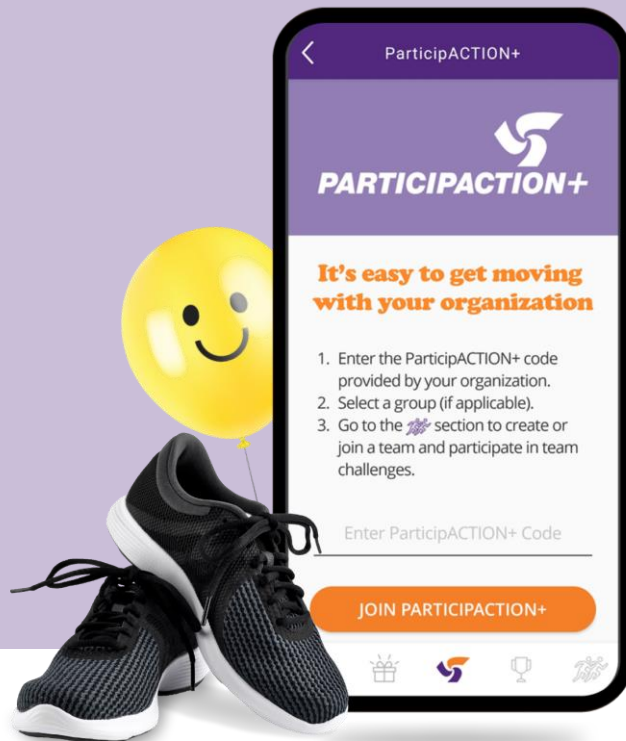 ParticipACTION+
PARTICIPACTION+
It's easy to get moving
with your organization
1. Enter the ParticipACTION+ code
provided by your organization.
2. Select a group (if applicable).
3. Go to the section to create or
join a team and participate in team
challenges.
Enter ParticipACTION+ Code
JOIN PARTICIPACTION+